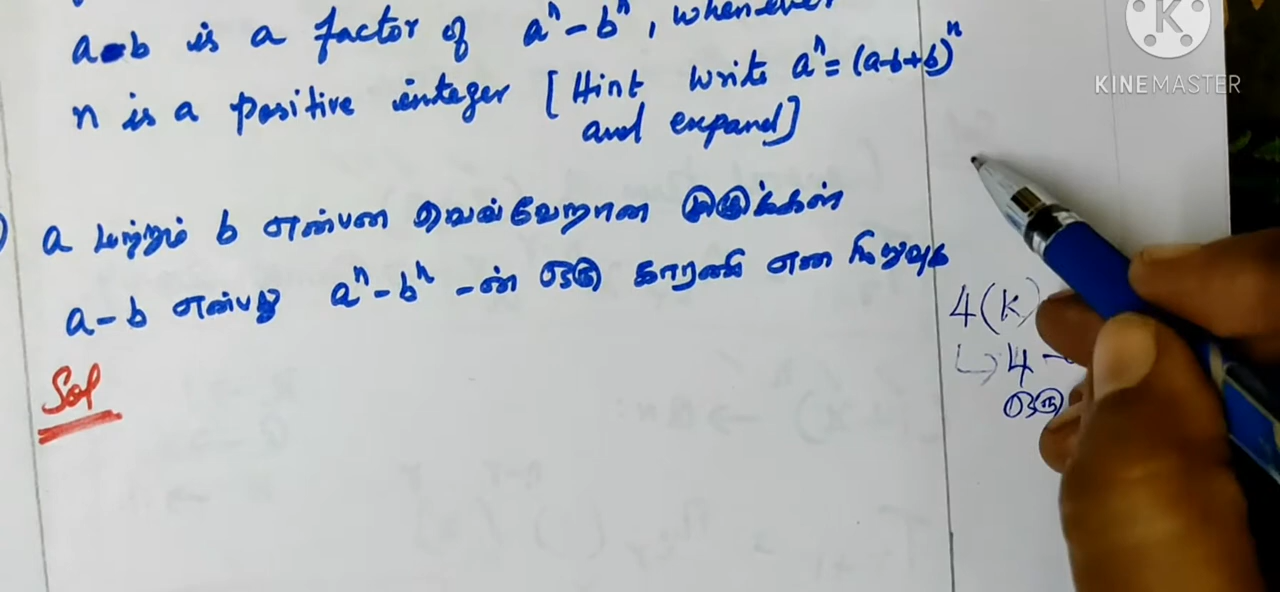 a-b is a factor of aⁿ-bⁿ, whenever
n is a positive integer [Hint write aⁿ = (a-b+b)ⁿ
and expand]
a மற்றும் b என்பன வெவ்வேறான முழுக்கள்
a-b என்பது aⁿ-bⁿ -ன் ஒரு காரணி என நிறுவுக
4(k)
↳ 4
ஒரு
Sol
KINEMASTER